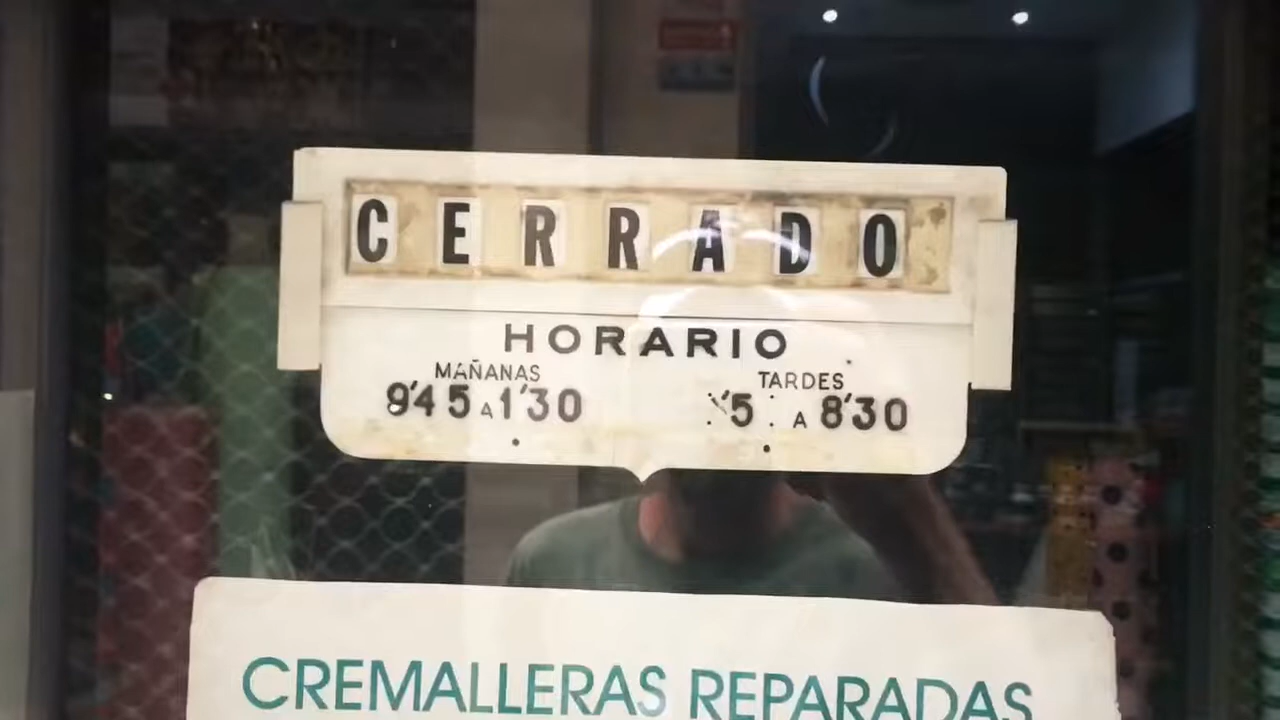 CERRADO
HORARIO
MAÑANAS TARDES
9'45 A 1'30 '5 A 8'30
CREMALLERAS REPARADAS